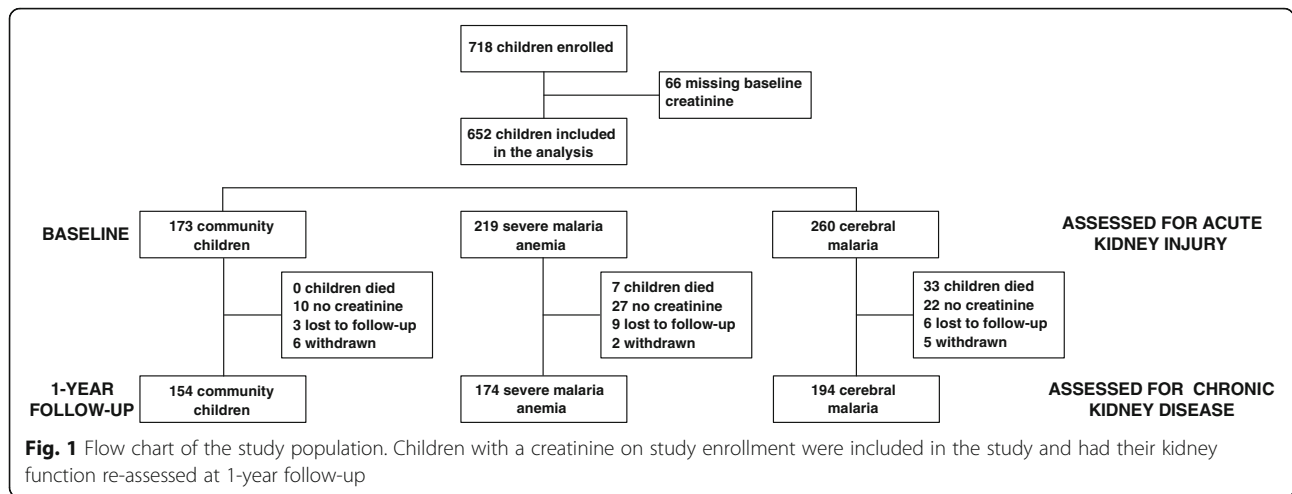 718 children enrolled
66 missing baseline
creatinine
652 children included
in the analysis
BASELINE
173 community
children
219 severe malaria
anemia
260 cerebral
malaria
ASSESSED FOR ACUTE
KIDNEY INJURY
0 children died
10 no creatinine
3 lost to follow-up
6 withdrawn
7 children died
27 no creatinine
9 lost to follow-up
2 withdrawn
33 children died
22 no creatinine
6 lost to follow-up
5 withdrawn
1-YEAR
FOLLOW-UP
154 community
children
174 severe malaria
anemia
194 cerebral
malaria
ASSESSED FOR CHRONIC
KIDNEY DISEASE
Fig. 1 Flow chart of the study population. Children with a creatinine on study enrollment were included in the study and had their kidney
function re-assessed at 1-year follow-up